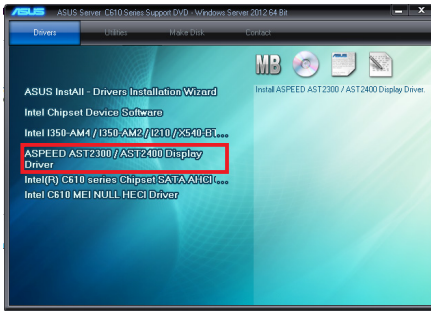 ASUS ASUS Server C610 Series Support DVD - Windows Server 2012 64 Bit
Drivers Utilities Make Disk Contact
MB
Install ASPEED AST2300 / AST2400 Display Driver.
ASUS InstAll - Drivers Installation Wizard
Intel Chipset Device Software
Intel I350-AM4 / I350-AM2 / I210 / X540-BT...
ASPEED AST2300 / AST2400 Display
Driver
Intel(R) C610 series Chipset SATA AHCI (...
Intel C610 MEI NULL HECI Driver